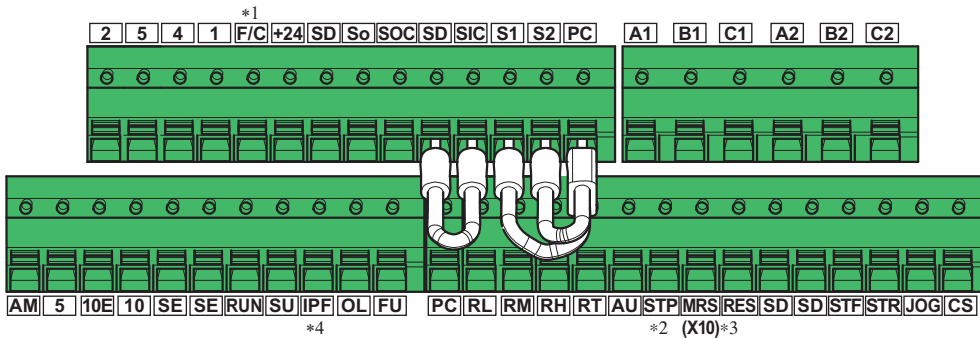 *1
2 5 4 1 F/C +24 SD So SOC SD SIC S1 S2 PC A1 B1 C1 A2 B2 C2
AM 5 10E 10 SE SE RUN SU IPF OL FU PC RL RM RH RT AU STP MRS RES SD SD STF STR JOG CS
*4 *2 (X10) *3